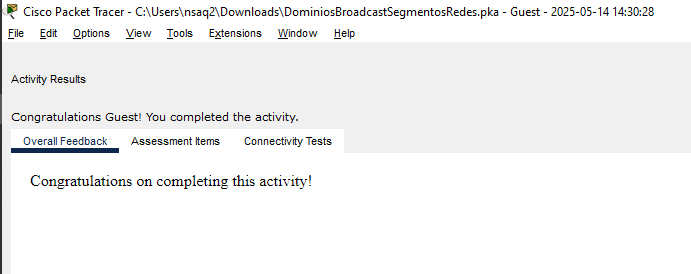 Cisco Packet Tracer - C:\Users\nsaq2\Downloads\DominiosBroadcastSegmentosRedes.pka - Guest - 2025-05-14 14:30:28
File Edit Options View Tools Extensions Window Help
Activity Results
Congratulations Guest! You completed the activity.
Overall Feedback Assessment Items Connectivity Tests
Congratulations on completing this activity!